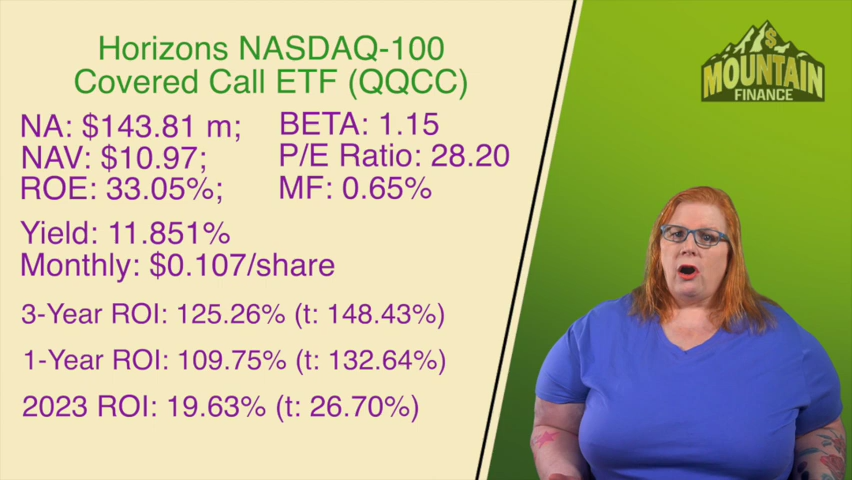 Horizons NASDAQ-100
Covered Call ETF (QQCC)
NA: $143.81 m;
NAV: $10.97;
ROE: 33.05%;
BETA: 1.15
P/E Ratio: 28.20
MF: 0.65%
Yield: 11.851%
Monthly: $0.107/share
3-Year ROI: 125.26% (t: 148.43%)
1-Year ROI: 109.75% (t: 132.64%)
2023 ROI: 19.63% (t: 26.70%)
$
MOUNTAIN
FINANCE